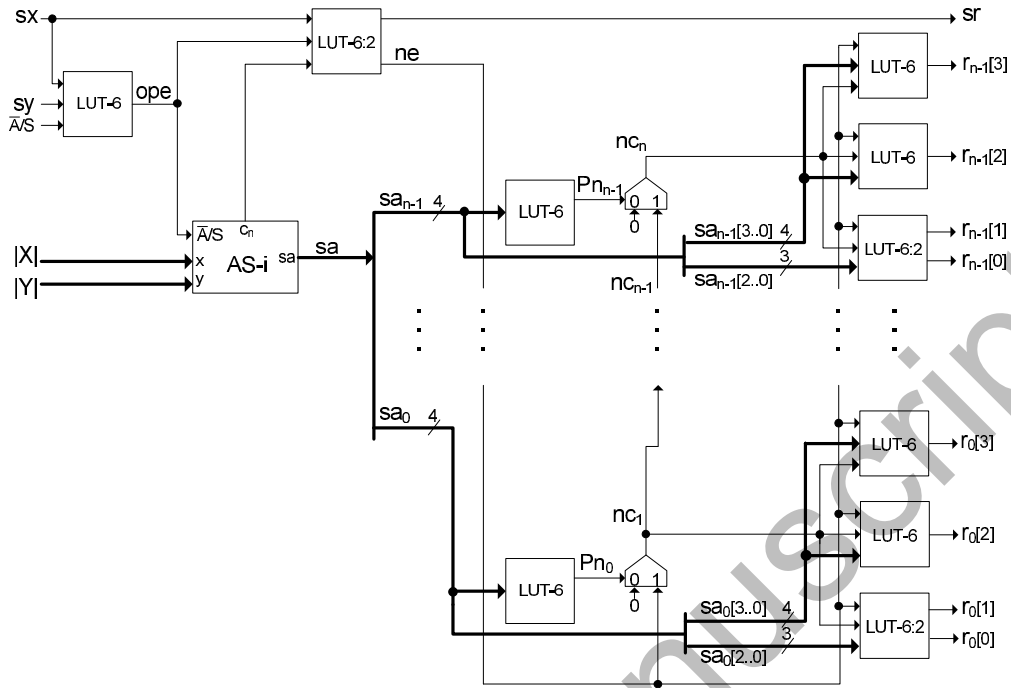 sx
LUT-6:2
sr
ne
LUT-6
ope
sy
A̅/S
LUT-6
r_{n-1}[3]
LUT-6
r_{n-1}[2]
LUT-6:2
r_{n-1}[1]
r_{n-1}[0]
nc_n
Pn_{n-1}
0 1
0
LUT-6
sa_{n-1} 4
sa_{n-1}[3..0] 4
sa_{n-1}[2..0] 3
nc_{n-1}
A̅/S
c_n
x
y
AS-i
sa
sa
|X|
|Y|
sa_0 4
LUT-6
r_0[3]
LUT-6
r_0[2]
LUT-6:2
r_0[1]
r_0[0]
nc_1
Pn_0
0 1
0
LUT-6
sa_0[3..0] 4
sa_0[2..0] 3
nuscrip